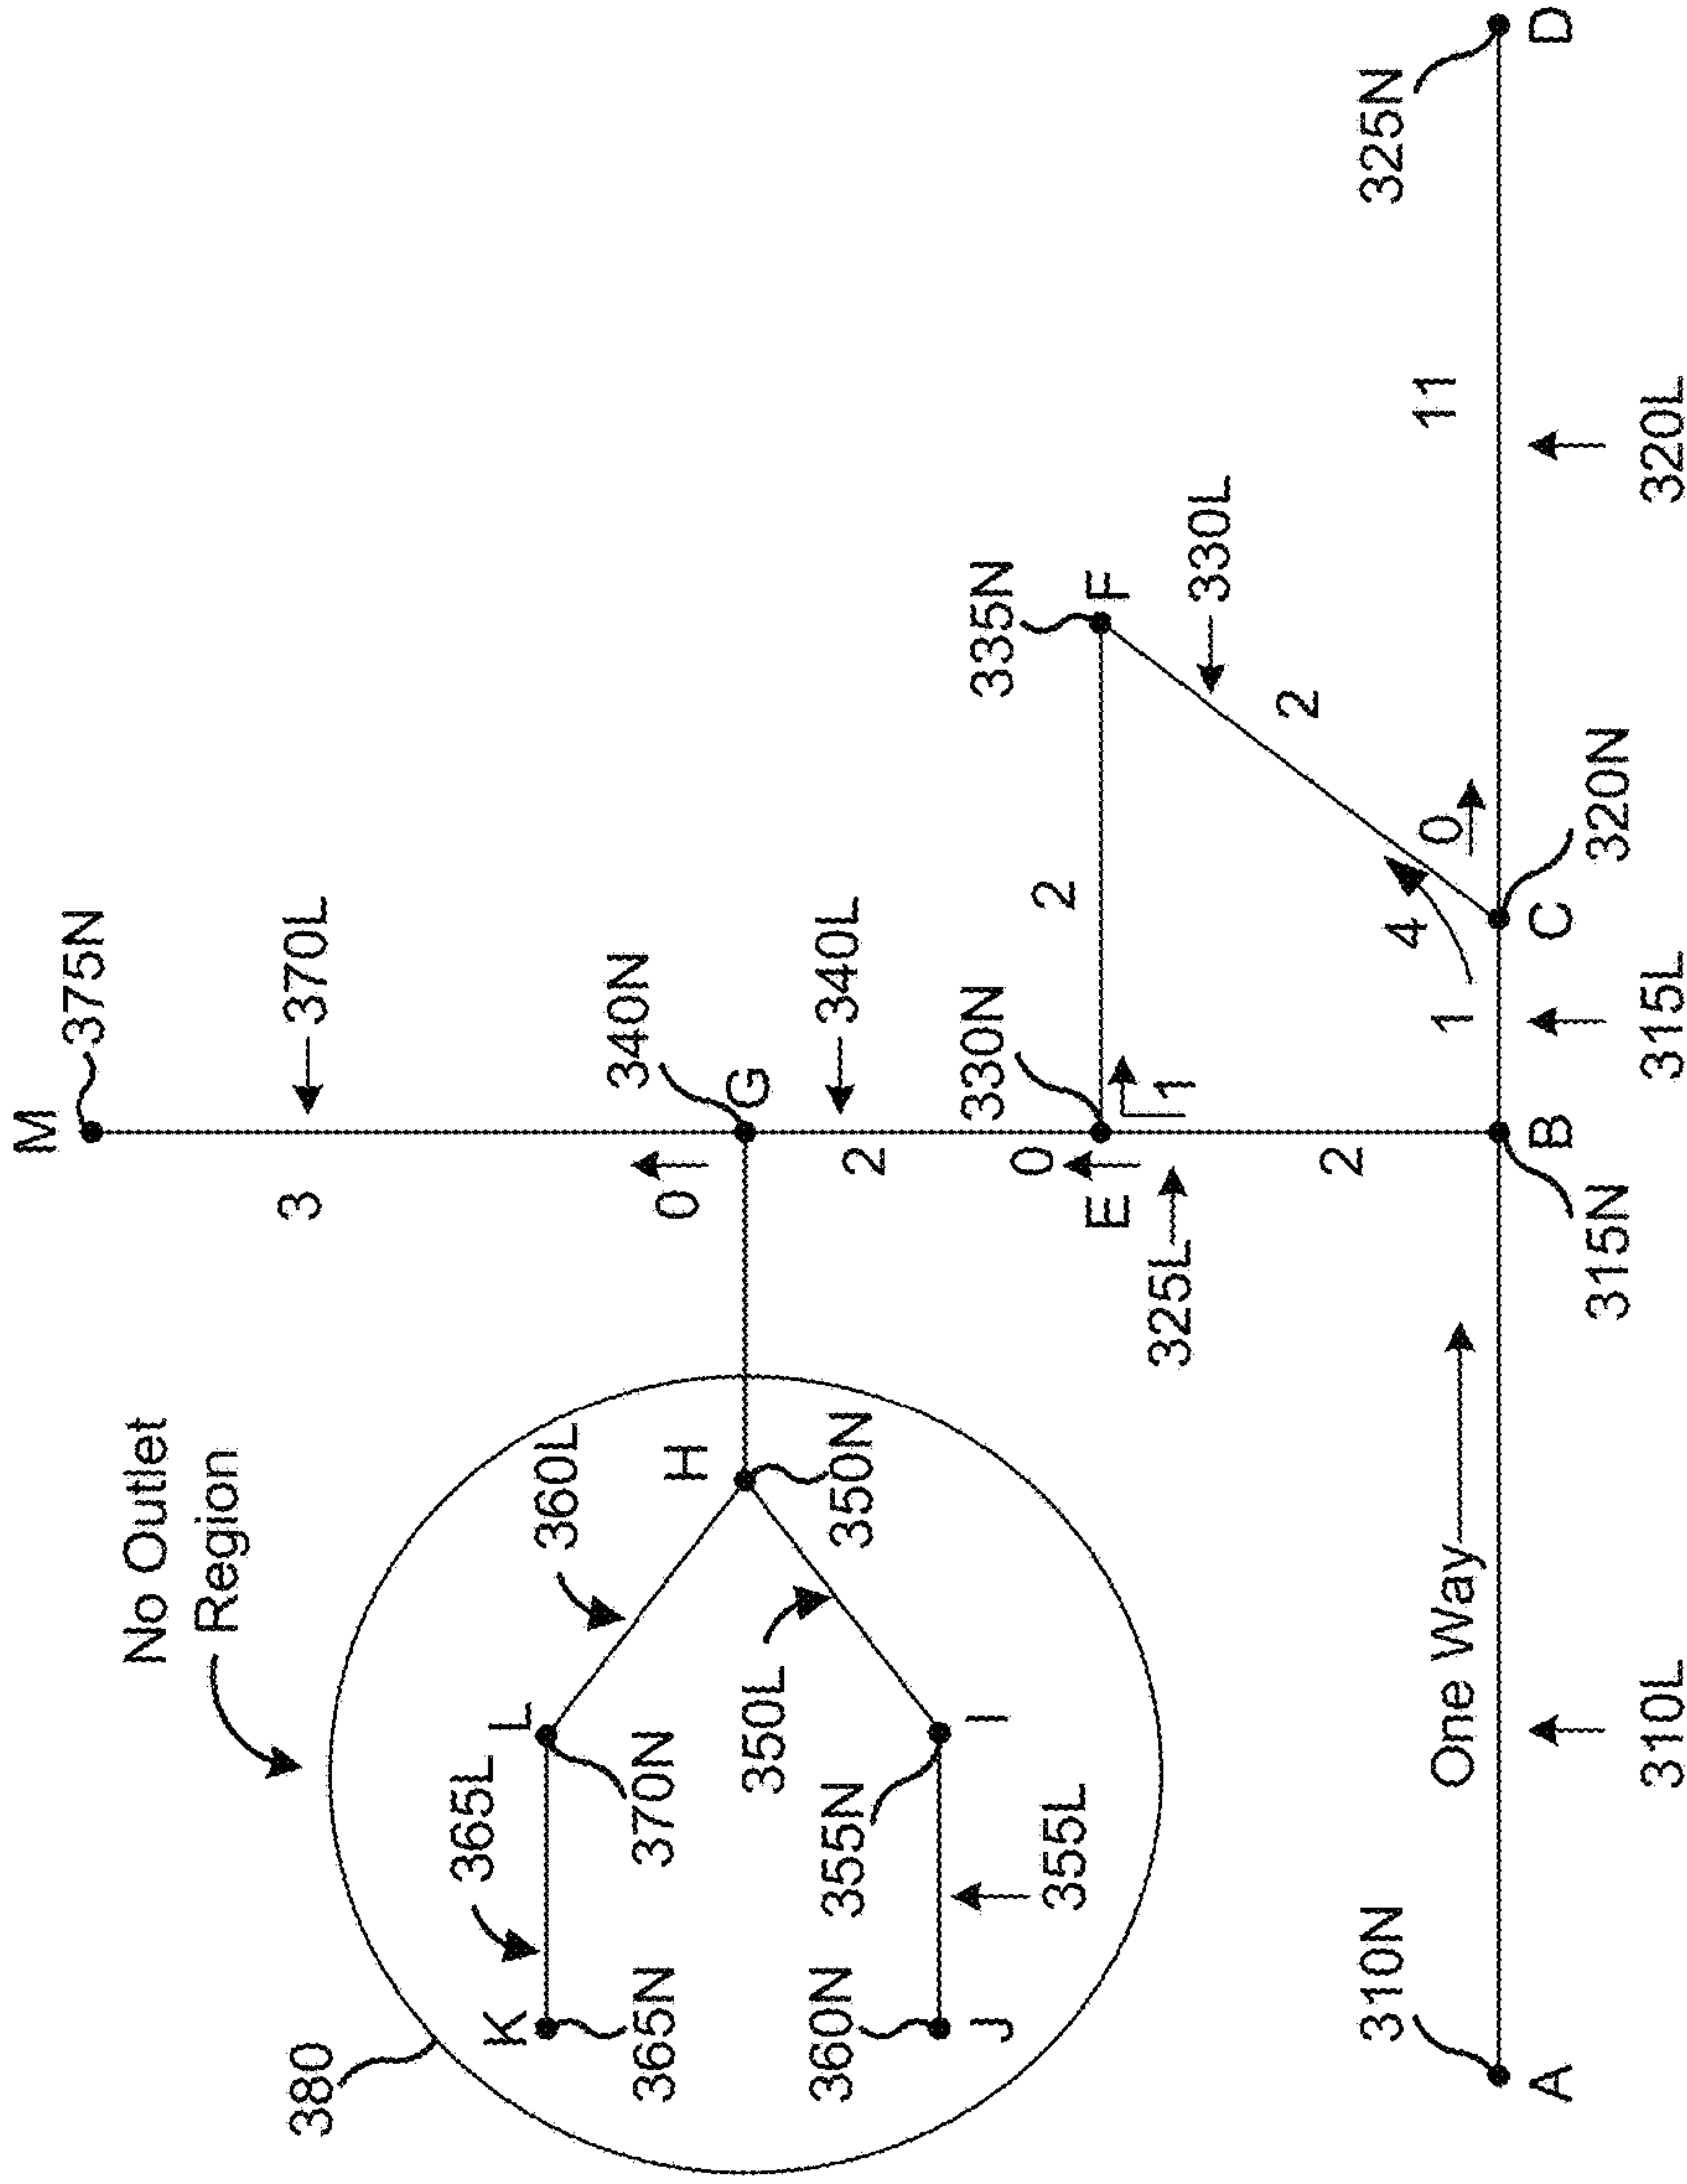 M
375N
3
370L
No Outlet
Region
380
K
365L
L
360L
H
0
G
340N
365N
370N
350L
350N
2
340L
360N
355N
0
330N
2
335N
F
J
I
E
1
355L
325L
330L
2
2
310N
One Way
4
0
11
325N
1
A
B
C
D
310L
315N
315L
320N
320L